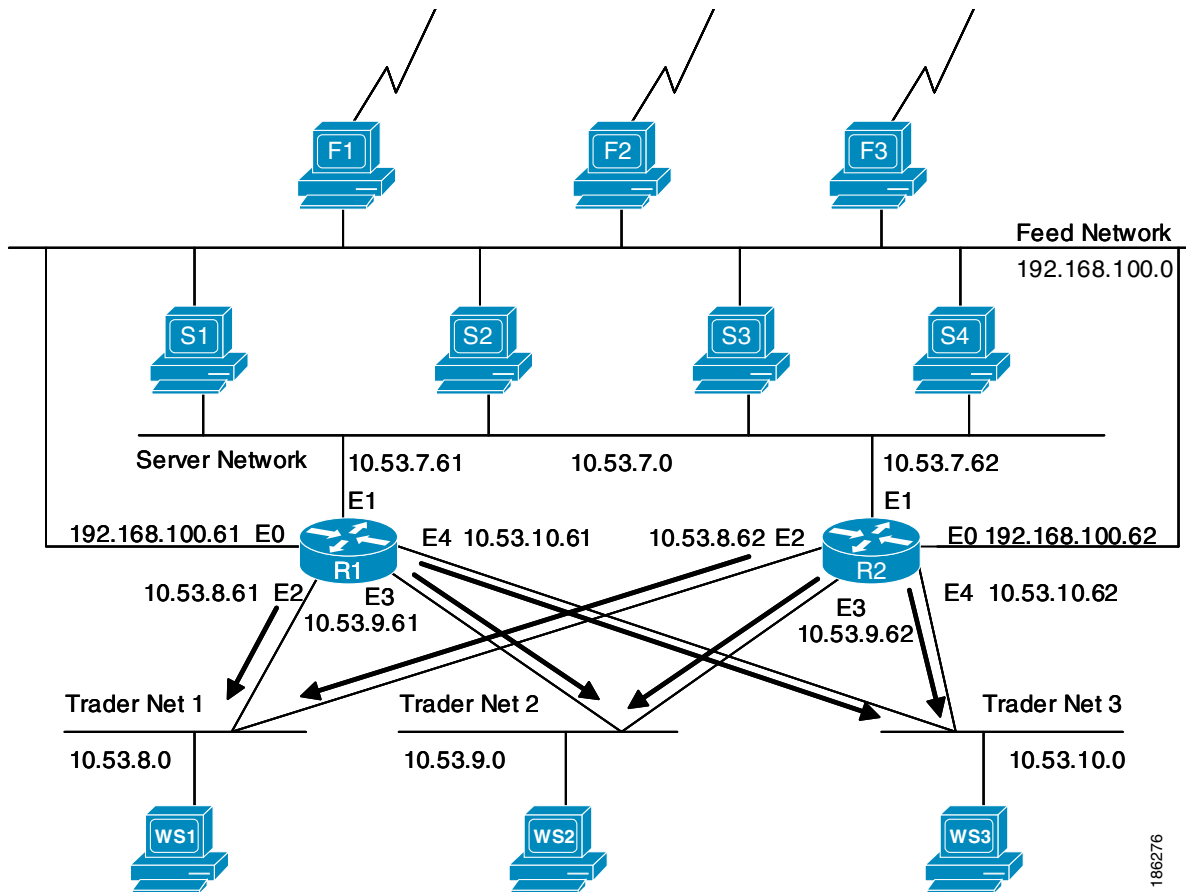 F1
F2
F3
Feed Network
192.168.100.0
S1
S2
S3
S4
Server Network
10.53.7.61
10.53.7.0
10.53.7.62
E1
E1
192.168.100.61 E0
R1
E4 10.53.10.61
10.53.8.62 E2
R2
E0 192.168.100.62
10.53.8.61 E2
E3
10.53.9.61
E3
10.53.9.62
E4 10.53.10.62
Trader Net 1
Trader Net 2
Trader Net 3
10.53.8.0
10.53.9.0
10.53.10.0
WS1
WS2
WS3
186276